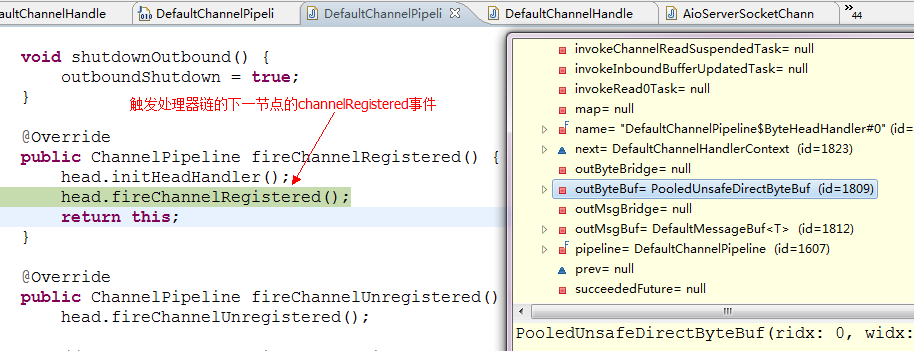 aultChannelHandle
DefaultChannelPipeli
DefaultChannelPipeli
DefaultChannelHandle
AioServerSocketChann
»44
void shutdownOutbound() {
outboundShutdown = true;
}
触发处理器链的下一节点的channelRegistered事件
@Override
public ChannelPipeline fireChannelRegistered() {
head.initHeadHandler();
head.fireChannelRegistered();
return this;
}
@Override
public ChannelPipeline fireChannelUnregistered()
head.fireChannelUnregistered();
invokeChannelReadSuspendedTask= null
invokeInboundBufferUpdatedTask= null
invokeRead0Task= null
map= null
name= "DefaultChannelPipeline$ByteHeadHandler#0" (id=
next= DefaultChannelHandlerContext (id=1823)
outByteBridge= null
outByteBuf= PooledUnsafeDirectByteBuf (id=1809)
outMsgBridge= null
outMsgBuf= DefaultMessageBuf<T> (id=1812)
pipeline= DefaultChannelPipeline (id=1607)
prev= null
succeededFuture= null
PooledUnsafeDirectByteBuf(ridx: 0, widx: